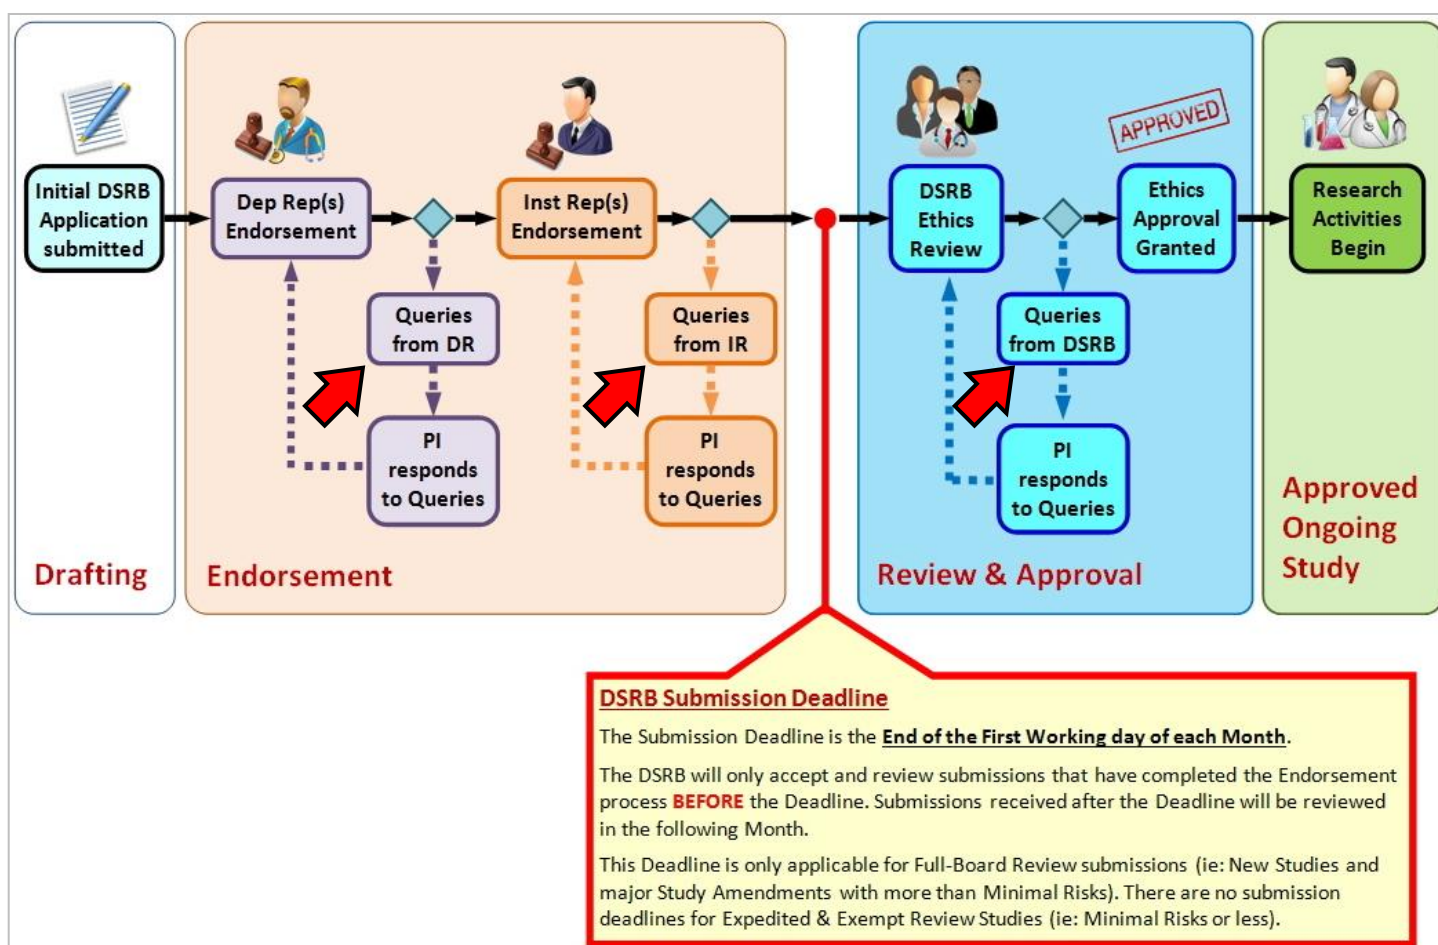 Initial DSRB
Application
submitted
Drafting
Dep Rep(s)
Endorsement
Queries
from DR
PI
responds
to Queries
Inst Rep(s)
Endorsement
Queries
from IR
PI
responds
to Queries
Endorsement
DSRB
Ethics
Review
Queries
from DSRB
PI
responds
to Queries
APPROVED
Ethics
Approval
Granted
Review & Approval
Research
Activities
Begin
Approved
Ongoing
Study
DSRB Submission Deadline
The Submission Deadline is the End of the First Working day of each Month.
The DSRB will only accept and review submissions that have completed the Endorsement
process BEFORE the Deadline. Submissions received after the Deadline will be reviewed
in the following Month.
This Deadline is only applicable for Full-Board Review submissions (ie: New Studies and
major Study Amendments with more than Minimal Risks). There are no submission
deadlines for Expedited & Exempt Review Studies (ie: Minimal Risks or less).